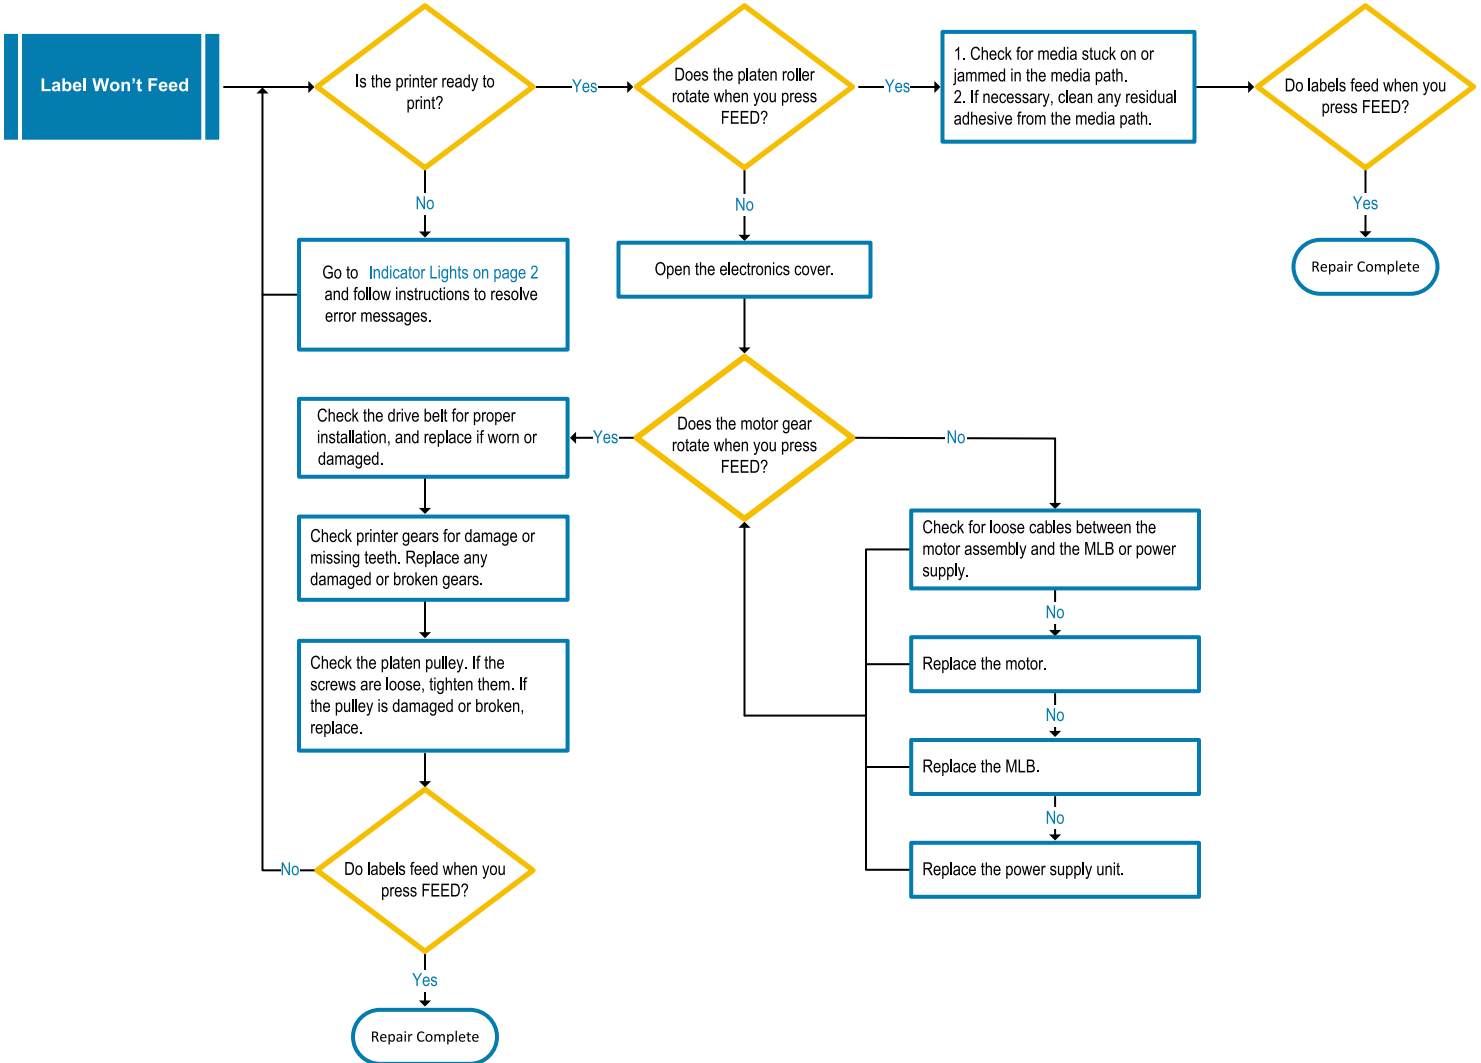 Label Won't Feed
Is the printer ready to
print?
Yes
Does the platen roller
rotate when you press
FEED?
Yes
1. Check for media stuck on or
jammed in the media path.
2. If necessary, clean any residual
adhesive from the media path.
Do labels feed when you
press FEED?
No
No
Yes
Go to Indicator Lights on page 2
and follow instructions to resolve
error messages.
Open the electronics cover.
Repair Complete
Check the drive belt for proper
installation, and replace if worn or
damaged.
Yes
Does the motor gear
rotate when you press
FEED?
No
Check printer gears for damage or
missing teeth. Replace any
damaged or broken gears.
Check for loose cables between the
motor assembly and the MLB or power
supply.
No
Check the platen pulley. If the
screws are loose, tighten them. If
the pulley is damaged or broken,
replace.
Replace the motor.
No
Replace the MLB.
No
Replace the power supply unit.
No
Do labels feed when you
press FEED?
Yes
Repair Complete